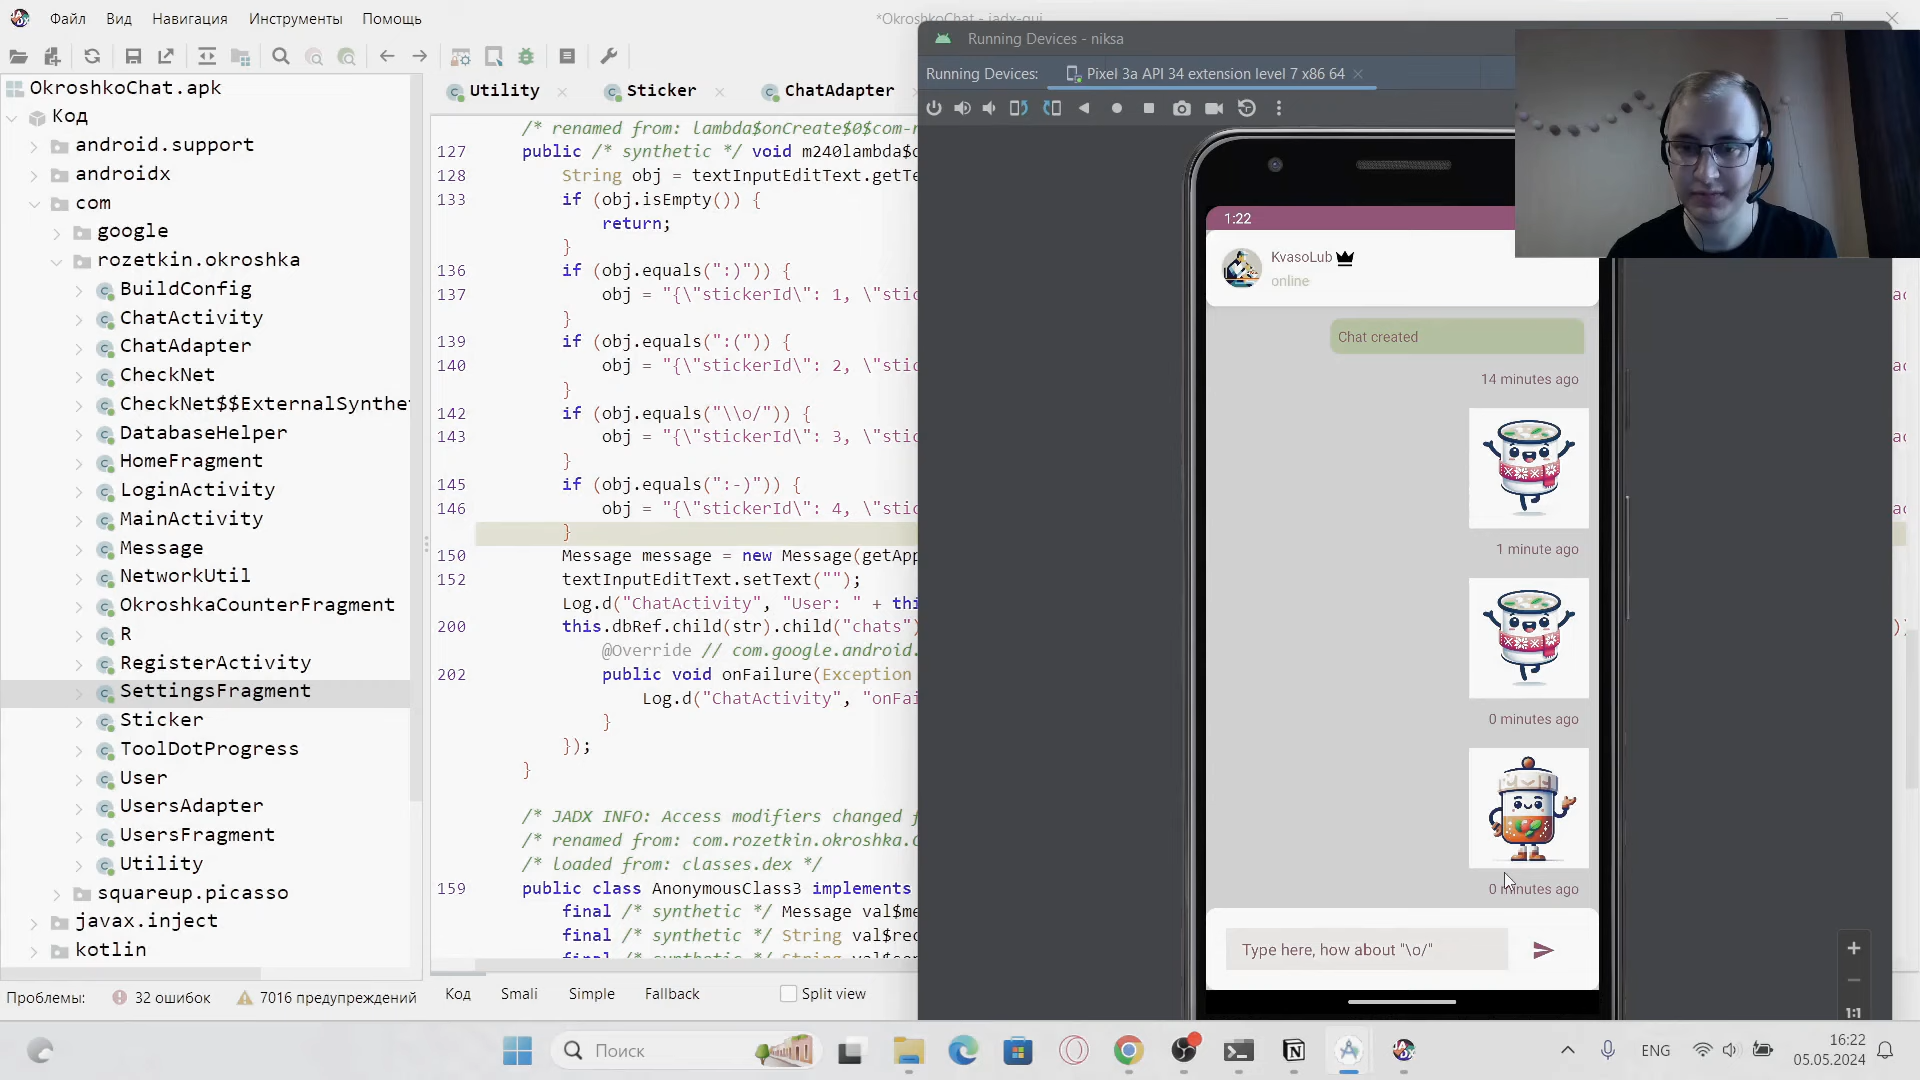 Файл Вид Навигация Инструменты Помощь
*OkroshkoChat - jadx-gui
OkroshkoChat.apk
Код
android.support
androidx
com
google
rozetkin.okroshka
BuildConfig
ChatActivity
ChatAdapter
CheckNet
CheckNet$$ExternalSynthe
DatabaseHelper
HomeFragment
LoginActivity
MainActivity
Message
NetworkUtil
OkroshkaCounterFragment
R
RegisterActivity
SettingsFragment
Sticker
ToolDotProgress
User
UsersAdapter
UsersFragment
Utility
squareup.picasso
javax.inject
kotlin
Проблемы: 32 ошибок 7016 предупреждений
Utility Sticker ChatAdapter
/* renamed from: lambda$onCreate$0$com-r
127 public /* synthetic */ void m240lambda$
128 String obj = textInputEditText.getTe
133 if (obj.isEmpty()) {
return;
}
136 if (obj.equals(":)")) {
137 obj = "{\"stickerId\": 1, \"stic
}
139 if (obj.equals(":(")) {
140 obj = "{\"stickerId\": 2, \"stic
}
142 if (obj.equals("\\o/")) {
143 obj = "{\"stickerId\": 3, \"stic
}
145 if (obj.equals(":-)")) {
146 obj = "{\"stickerId\": 4, \"stic
}
150 Message message = new Message(getApp
152 textInputEditText.setText("");
Log.d("ChatActivity", "User: " + thi
200 this.dbRef.child(str).child("chats")
@Override // com.google.android.
202 public void onFailure(Exception
Log.d("ChatActivity", "onFai
}
});
}
/* JADX INFO: Access modifiers changed f
/* renamed from: com.rozetkin.okroshka.
/* loaded from: classes.dex */
159 public class AnonymousClass3 implements
final /* synthetic */ Message val$me
final /* synthetic */ String val$rec
Код Smali Simple Fallback Split view
Running Devices - niksa
Running Devices: Pixel 3a API 34 extension level 7 x86 64
1:22
KvasoLub
online
Chat created
14 minutes ago
1 minute ago
0 minutes ago
0 minutes ago
Type here, how about "\o/"
1:1
Поиск
ENG
16:22
05.05.2024